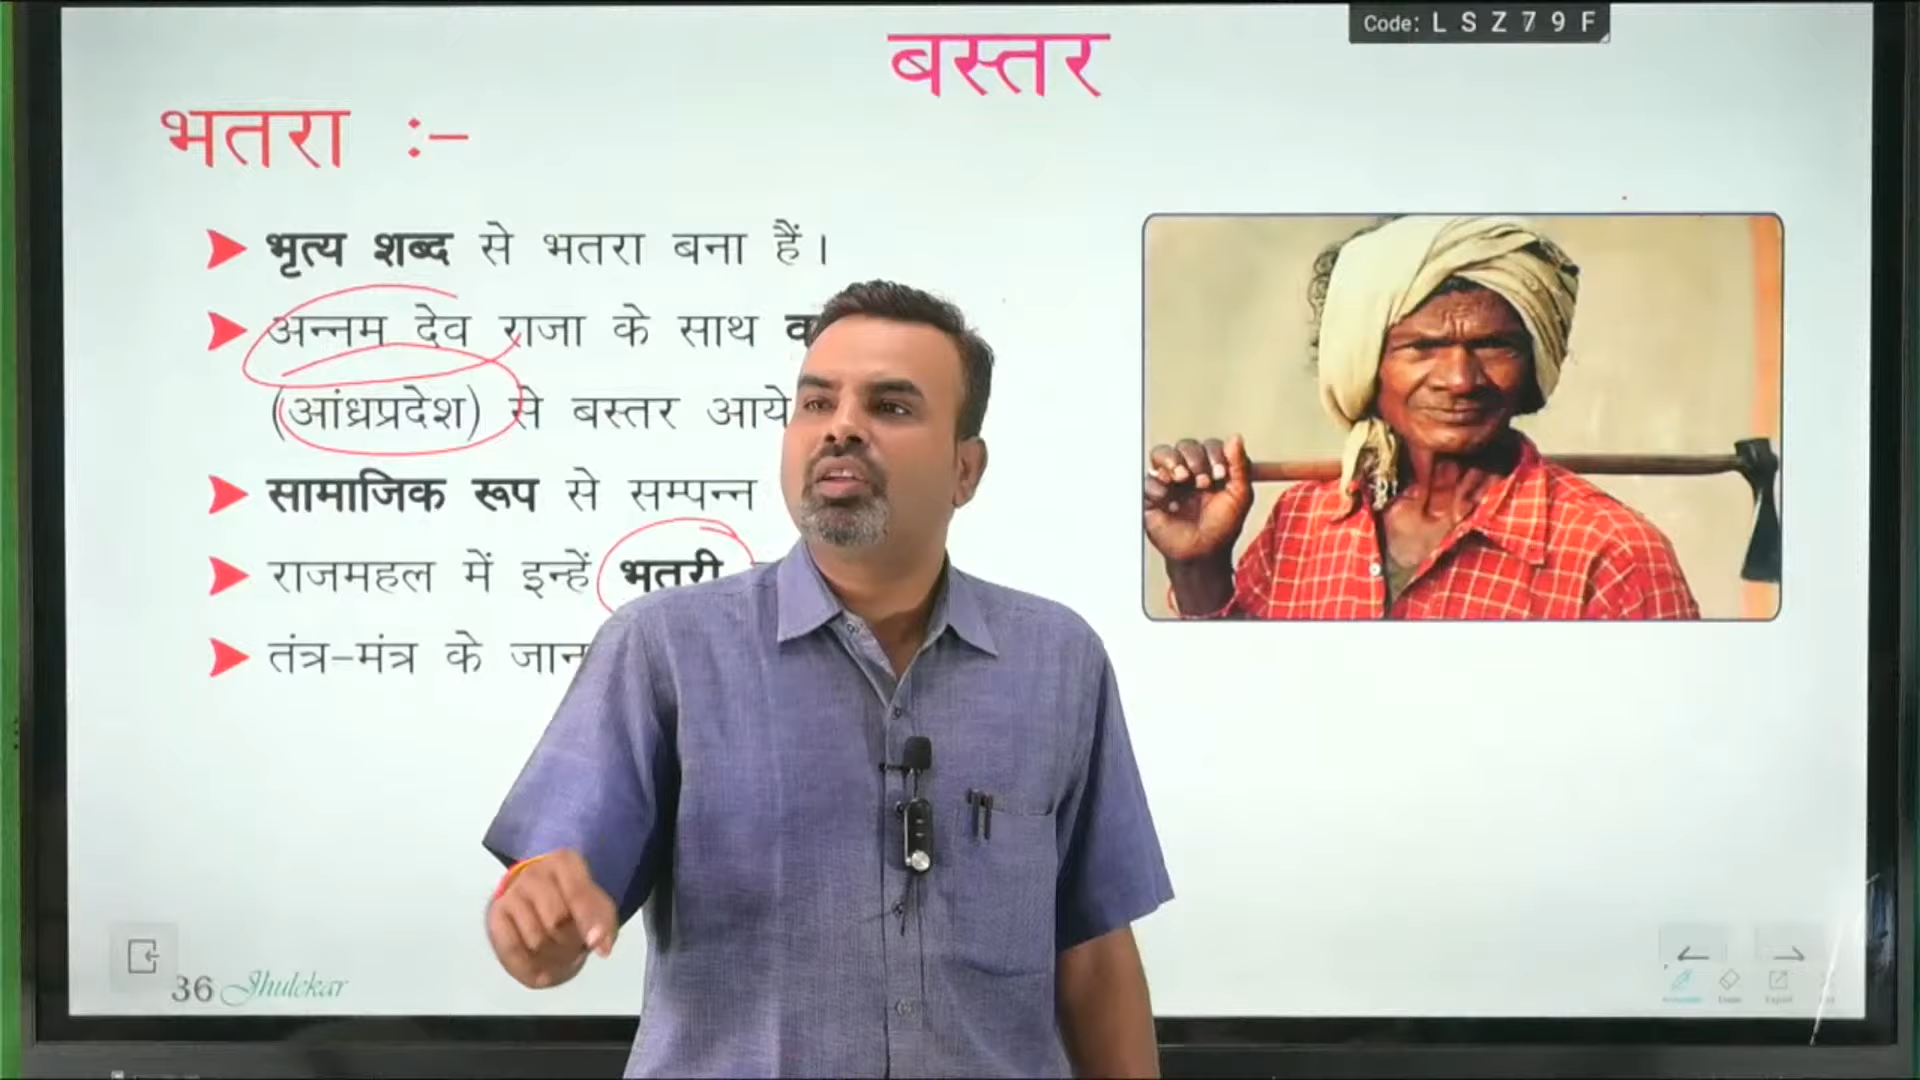 Code: L S Z 7 9 F
बस्तर
भतरा :–
भृत्य शब्द से भतरा बना हैं।
अन्नम देव राजा के साथ
(आंध्रप्रदेश) से बस्तर आये
सामाजिक रूप से सम्पन्न
राजमहल में इन्हें भतरी
तंत्र–मंत्र के
36 Jhulekar